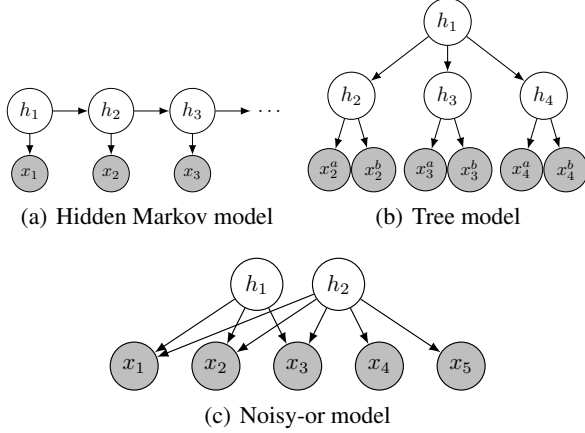 h₁
h₂ h₃ h₄
x₂ᵃ x₂ᵇ x₃ᵃ x₃ᵇ x₄ᵃ x₄ᵇ
(b) Tree model
h₁ h₂ h₃ ⋯
x₁ x₂ x₃
(a) Hidden Markov model
h₁ h₂
x₁ x₂ x₃ x₄ x₅
(c) Noisy-or model